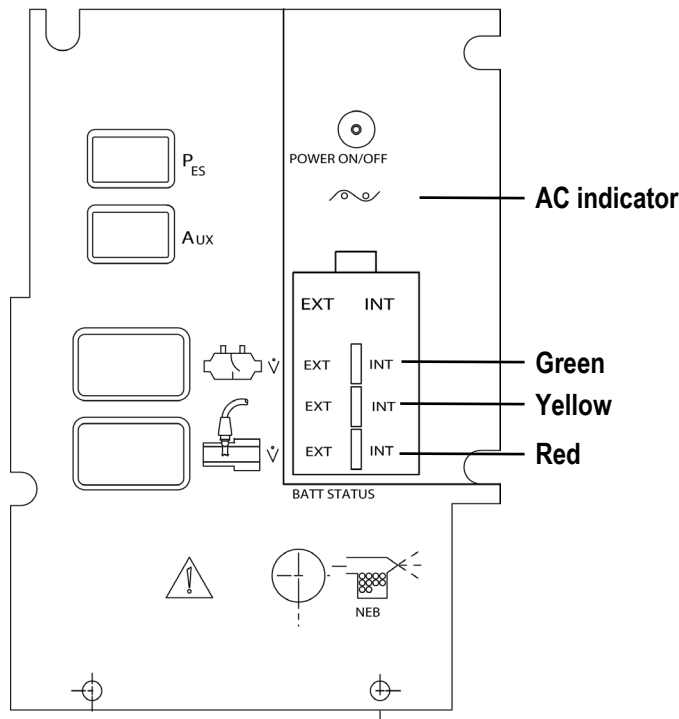 POWER ON/OFF
PES
AUX
AC indicator
EXT INT
EXT INT Green
EXT INT Yellow
EXT INT Red
V̇
V̇
BATT STATUS
NEB